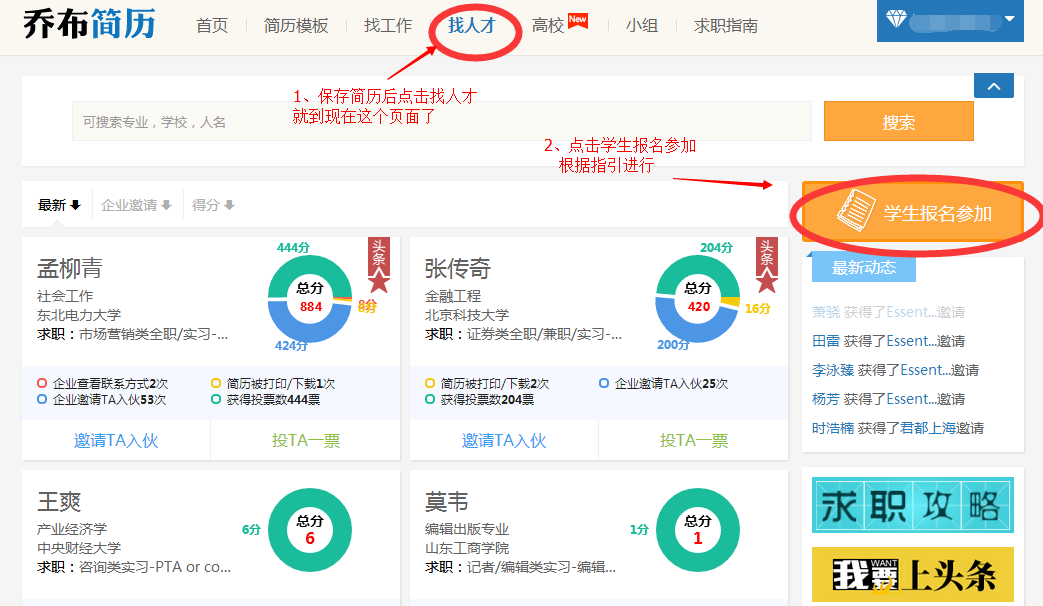 乔布简历
首页 简历模板 找工作 找人才 高校 New 小组 求职指南
1、保存简历后点击找人才
就到现在这个页面了
可搜索专业，学校，人名
搜索
2、点击学生报名参加
根据指引进行
最新 企业邀请 得分
学生报名参加
孟柳青
社会工作
东北电力大学
求职：市场营销类全职/实习-...
444分
头条
总分
884
8分
424分
企业查看联系方式2次
简历被打印/下载1次
企业邀请TA入伙53次
获得投票数444票
邀请TA入伙
投TA一票
张传奇
金融工程
北京科技大学
求职：证券类全职/兼职/实习-...
204分
头条
总分
420
16分
200分
简历被打印/下载2次
企业邀请TA入伙25次
获得投票数204票
邀请TA入伙
投TA一票
最新动态
萧骁 获得了Essent...邀请
田雷 获得了Essent...邀请
李泳臻 获得了Essent...邀请
杨芳 获得了Essent...邀请
时浩楠 获得了君都上海邀请
王爽
产业经济学
中央财经大学
求职：咨询类实习-PTA or co...
6分
总分
6
莫韦
编辑出版专业
山东工商学院
求职：记者/编辑类实习-编辑...
1分
总分
1
求职攻略
我要上头条
WANT